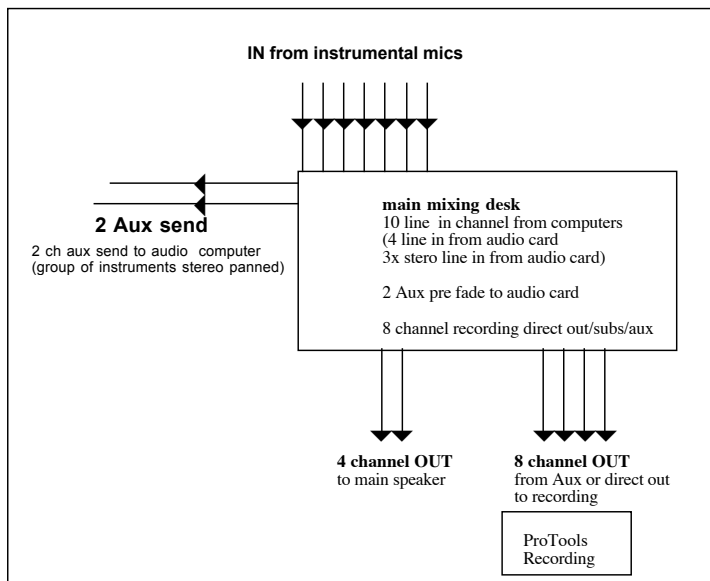 IN from instrumental mics
2 Aux send
2 ch aux send to audio computer
(group of instruments stereo panned)
main mixing desk
10 line in channel from computers
(4 line in from audio card
3x stero line in from audio card)
2 Aux pre fade to audio card
8 channel recording direct out/subs/aux
4 channel OUT
to main speaker
8 channel OUT
from Aux or direct out
to recording
ProTools
Recording